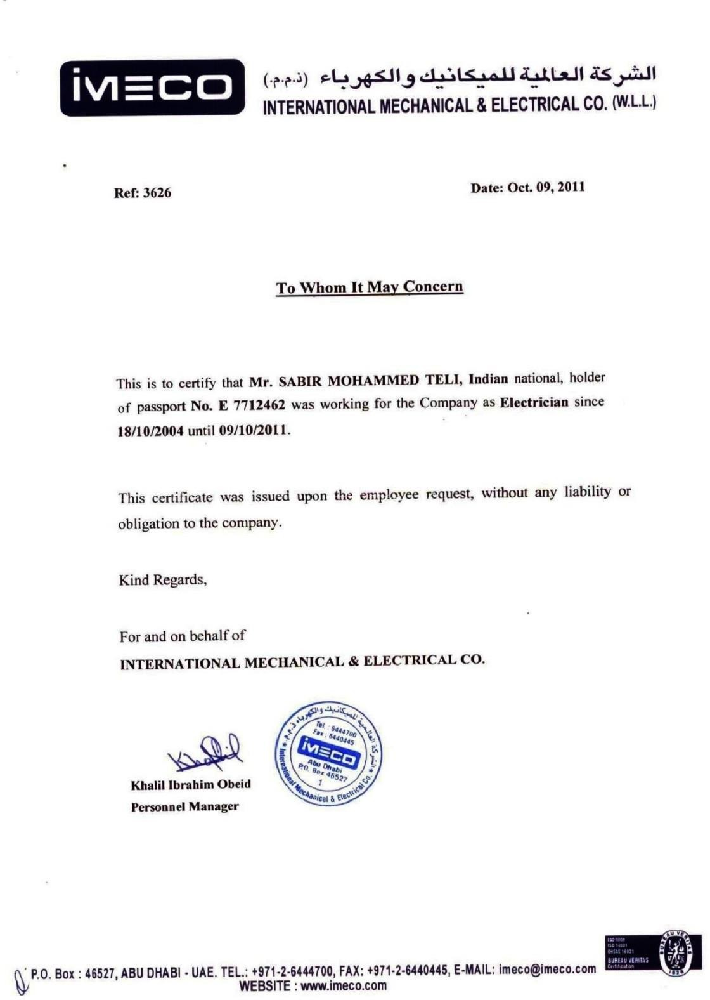 iMECO
الشركة العالمية للميكانيك والكهرباء (ذ.م.م.)
INTERNATIONAL MECHANICAL & ELECTRICAL CO. (W.L.L.)
Ref: 3626
Date: Oct. 09, 2011
To Whom It May Concern
This is to certify that Mr. SABIR MOHAMMED TELI, Indian national, holder
of passport No. E 7712462 was working for the Company as Electrician since
18/10/2004 until 09/10/2011.
This certificate was issued upon the employee request, without any liability or
obligation to the company.
Kind Regards,
For and on behalf of
INTERNATIONAL MECHANICAL & ELECTRICAL CO.
Khalil
Khalil Ibrahim Obeid
Personnel Manager
الشركة العالمية للميكانيك والكهرباء ذ.م.م.
Tel : 6444700
Fax : 6440445
iMECO
Abu Dhabi
P.O. Box 46527
1
International Mechanical & Electrical Co.
ISO 9001
ISO 14001
OHSAS 18001
BUREAU VERITAS
Certification
BUREAU VERITAS
1828
P.O. Box : 46527, ABU DHABI - UAE. TEL.: +971-2-6444700, FAX: +971-2-6440445, E-MAIL: imeco@imeco.com
WEBSITE : www.imeco.com